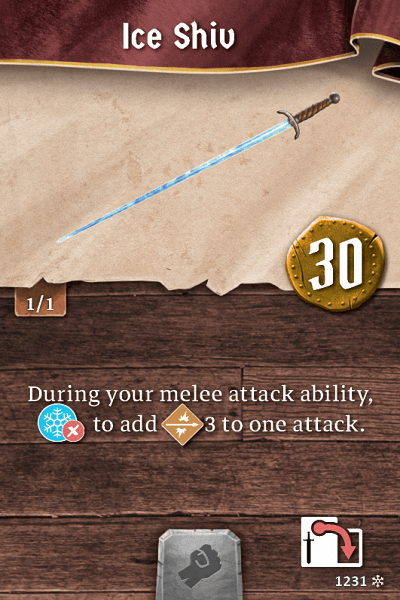 Ice Shiv
30
1/1
During your melee attack ability,
to add 3 to one attack.
1231